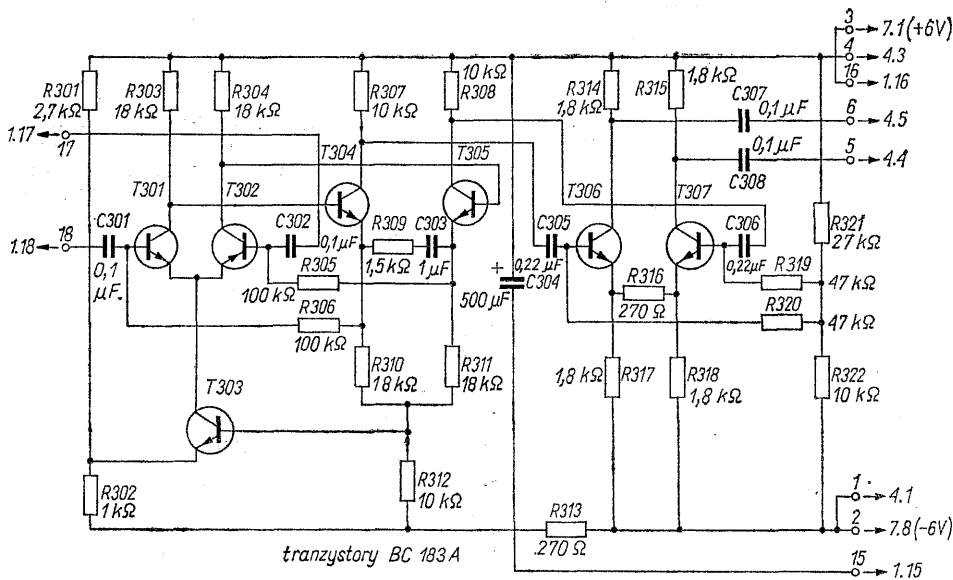 3 7.1 (+6V)
4 4.3
16 1.16
R301 2,7 kΩ
R303 18 kΩ
R304 18 kΩ
R307 10 kΩ
10 kΩ R308
R314 1,8 kΩ
R315 1,8 kΩ
C307 0,1 μF
6 4.5
0,1 μF C308
5 4.4
1.17 17
T301
T302
T304
T305
T306
T307
1.18 18
C301 0,1 μF.
C302 0,1μF
R309 1,5 kΩ
C303 1 μF
C305 0,22 μF
C306 0,22μF
R321 27 kΩ
R305 100 kΩ
R306 100 kΩ
+ 500 μF C304
R316 270 Ω
R319 47 kΩ
R320 47 kΩ
R310 18 kΩ
R311 18 kΩ
1,8 kΩ R317
R318 1,8 kΩ
R322 10 kΩ
T303
R302 1 kΩ
R312 10 kΩ
R313 270 Ω
1 4.1
2 7.8 (-6V)
15 1.15
tranzystory BC 183 A